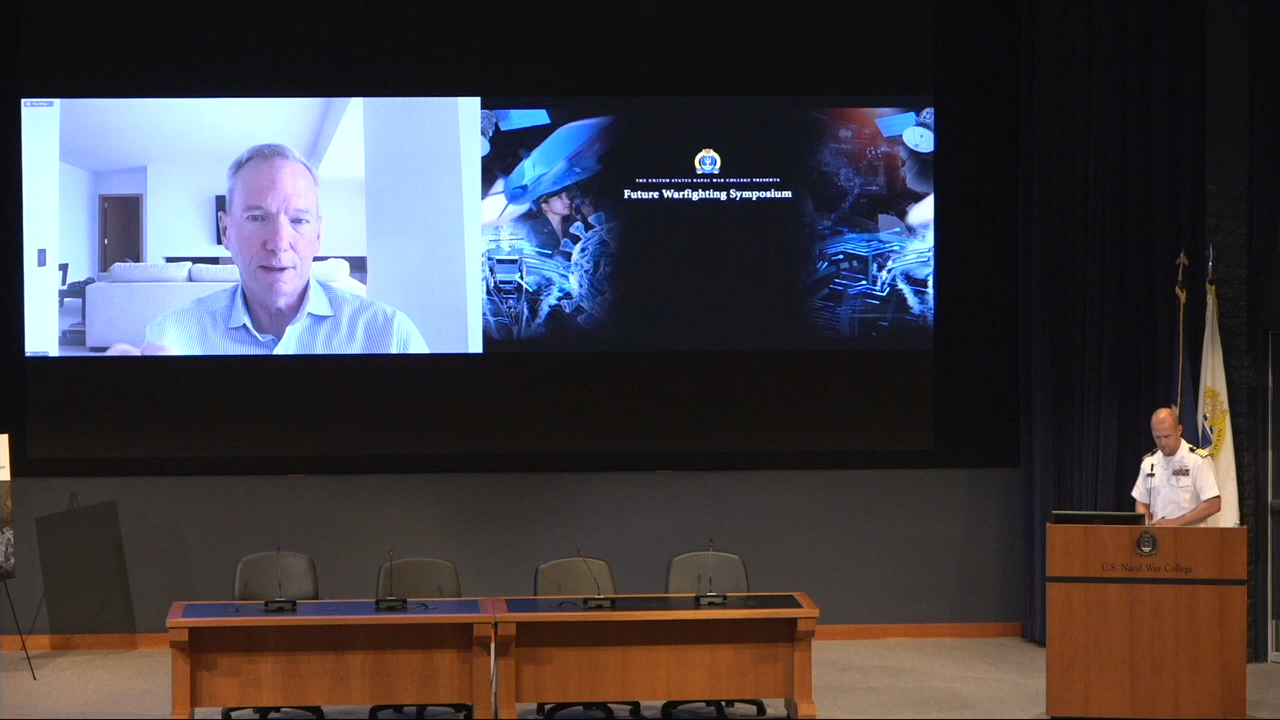 THE UNITED STATES NAVAL WAR COLLEGE PRESENTS
Future Warfighting Symposium
U.S. Naval War College